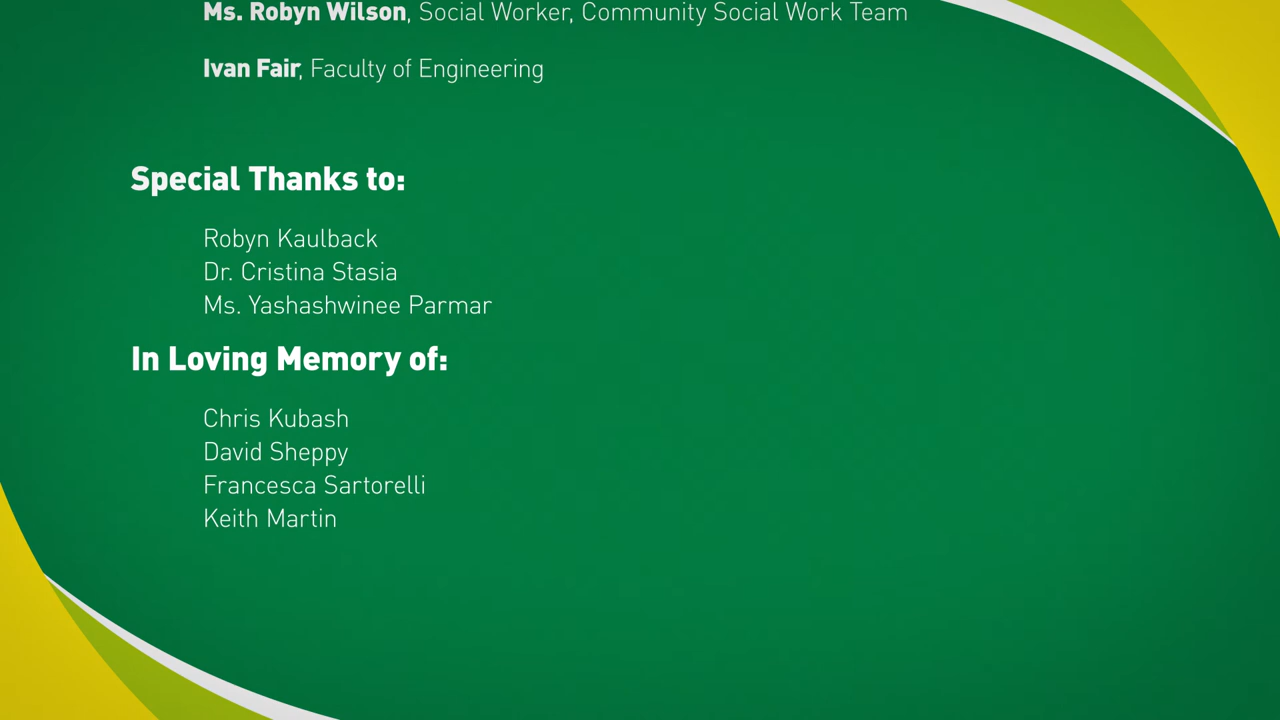 Ms. Robyn Wilson, Social Worker, Community Social Work Team
Ivan Fair, Faculty of Engineering
Special Thanks to:
Robyn Kaulback
Dr. Cristina Stasia
Ms. Yashashwinee Parmar
In Loving Memory of:
Chris Kubash
David Sheppy
Francesca Sartorelli
Keith Martin